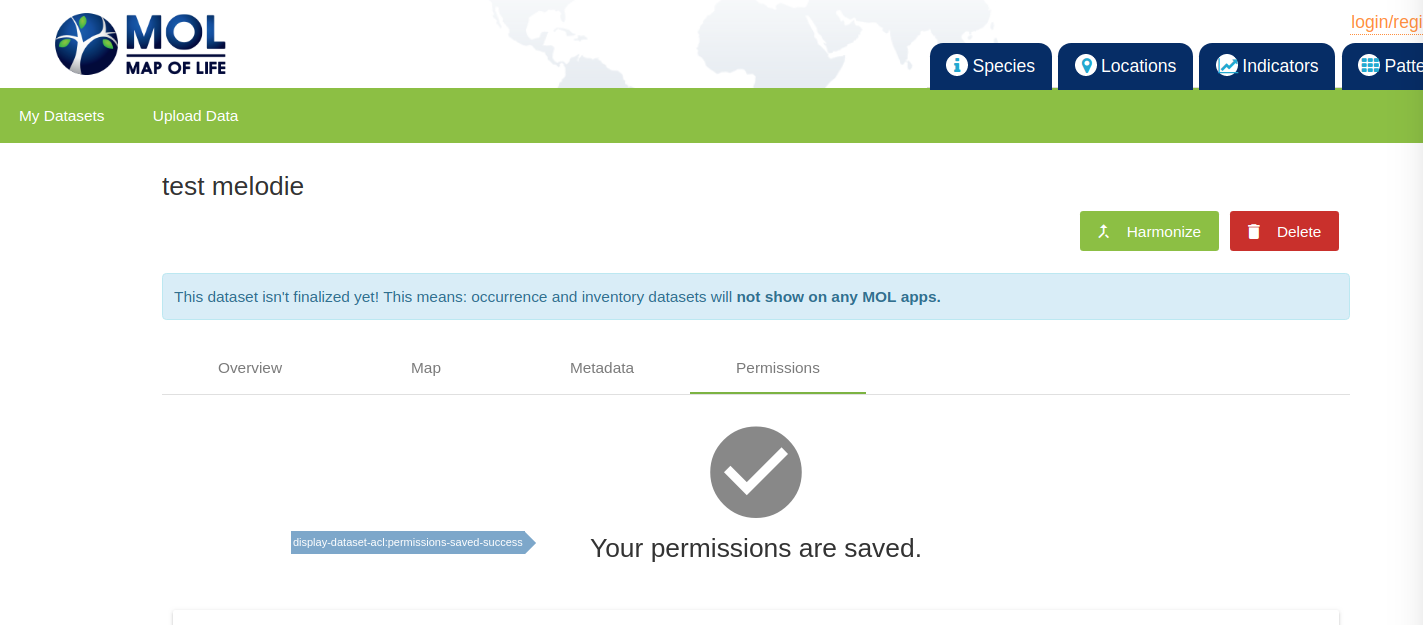 MOL
MAP OF LIFE
login/regi
Species
Locations
Indicators
Patte
My Datasets
Upload Data
test melodie
Harmonize
Delete
This dataset isn't finalized yet! This means: occurrence and inventory datasets will not show on any MOL apps.
Overview
Map
Metadata
Permissions
display-dataset-acl:permissions-saved-success
Your permissions are saved.